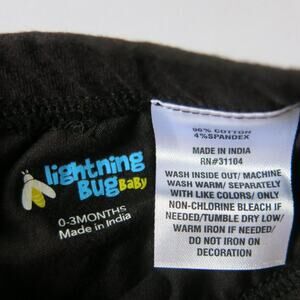 lightning
BugBaby
0-3MONTHS
Made in India
96% COTTON
4%SPANDEX
MADE IN INDIA
RN#31104
WASH INSIDE OUT/ MACHINE
WASH WARM/ SEPARATELY
WITH LIKE COLORS/ ONLY
NON-CHLORINE BLEACH IF
NEEDED/TUMBLE DRY LOW/
WARM IRON IF NEEDED/
DO NOT IRON ON
DECORATION